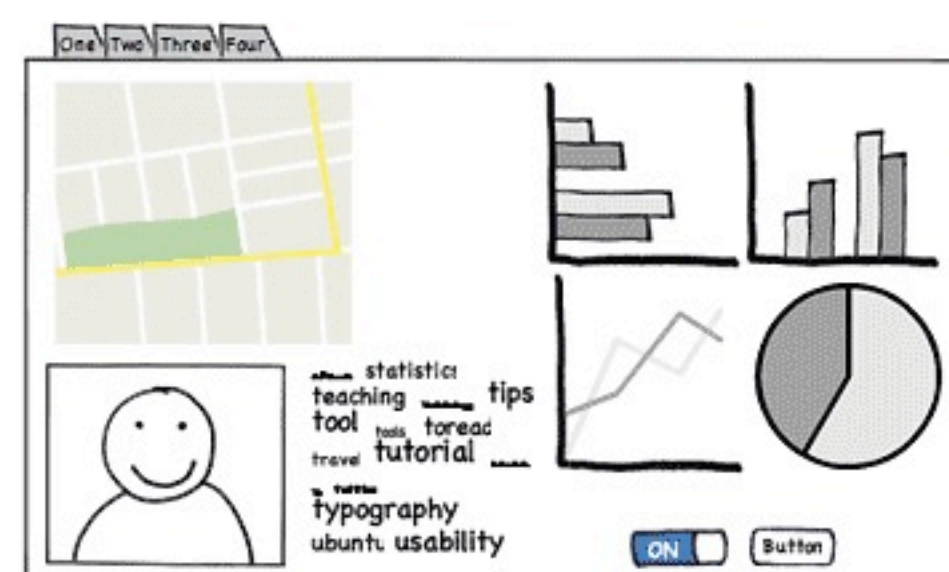 One Two Three Four
statistics
teaching tips
tool tools toread
travel tutorial
typography
ubuntu usability
ON Button